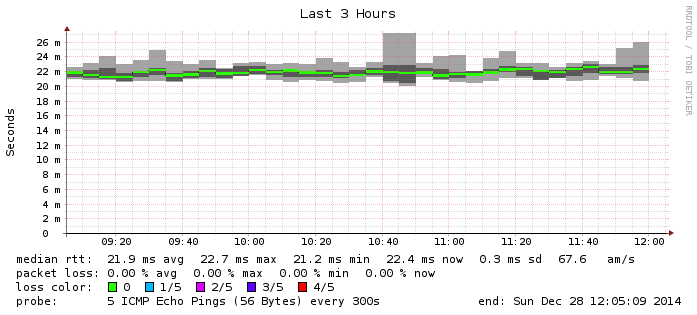 Last 3 Hours
RRDTOOL / TOBI OETIKER
Seconds
26 m
24 m
22 m
20 m
18 m
16 m
14 m
12 m
10 m
8 m
6 m
4 m
2 m
0
09:20 09:40 10:00 10:20 10:40 11:00 11:20 11:40 12:00
median rtt: 21.9 ms avg 22.7 ms max 21.2 ms min 22.4 ms now 0.3 ms sd 67.6 am/s
packet loss: 0.00 % avg 0.00 % max 0.00 % min 0.00 % now
loss color: 0 1/5 2/5 3/5 4/5
probe: 5 ICMP Echo Pings (56 Bytes) every 300s end: Sun Dec 28 12:05:09 2014